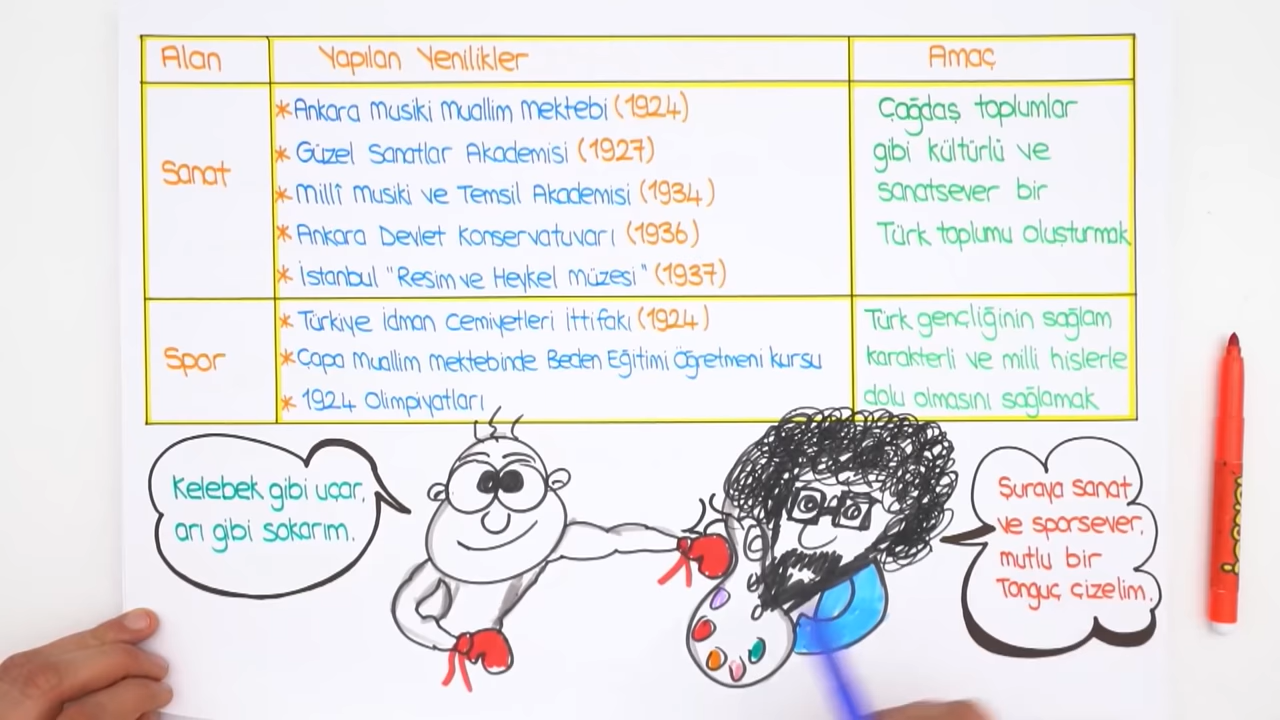 Alan
Yapılan Yenilikler
Amaç
Sanat
*Ankara Musiki Muallim Mektebi (1924)
*Güzel Sanatlar Akademisi (1927)
*Millî Musiki ve Temsil Akademisi (1934)
*Ankara Devlet Konservatuvarı (1936)
*İstanbul "Resim ve Heykel Müzesi" (1937)
Çağdaş toplumlar
gibi kültürlü ve
sanatsever bir
Türk toplumu oluşturmak
Spor
*Türkiye İdman Cemiyetleri İttifakı (1924)
*Çapa Muallim Mektebinde Beden Eğitimi Öğretmeni kursu
*1924 Olimpiyatları
Türk gençliğinin sağlam
karakterli ve milli hislerle
dolu olmasını sağlamak
Kelebek gibi uçar,
arı gibi sokarım.
Şuraya sanat
ve sporsever,
mutlu bir
Tonguç çizelim.